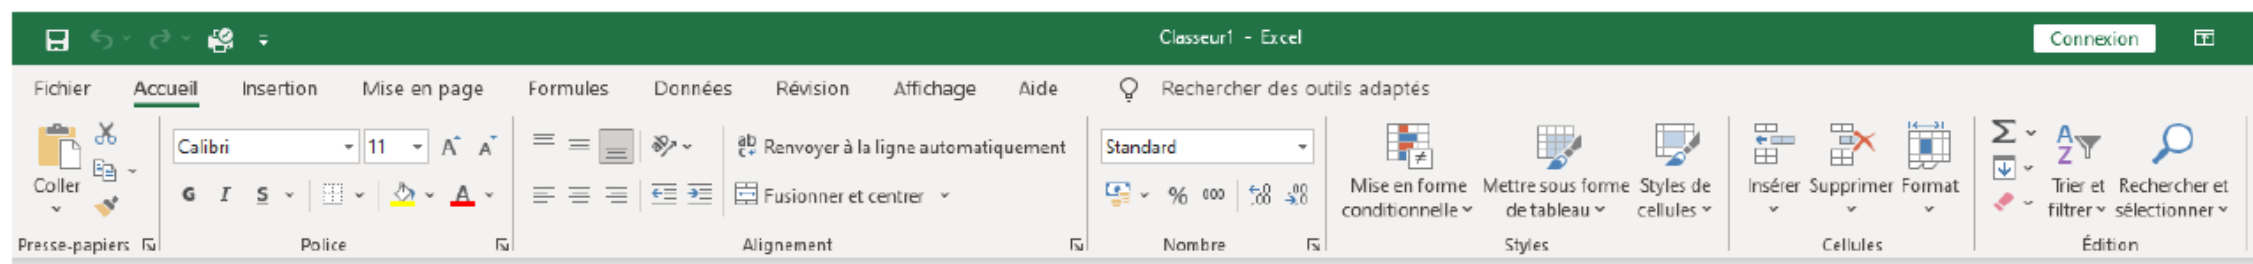 Classeur1 - Excel
Connexion
Fichier Accueil Insertion Mise en page Formules Données Révision Affichage Aide Rechercher des outils adaptés
Coller
Presse-papiers
Calibri 11
G I S A
Police
ab Renvoyer à la ligne automatiquement
Fusionner et centrer
Alignement
Standard
% 000
Nombre
Mise en forme
conditionnelle
Mettre sous forme
de tableau
Styles de
cellules
Styles
Insérer Supprimer Format
Cellules
Trier et
filtrer
Rechercher et
sélectionner
Édition